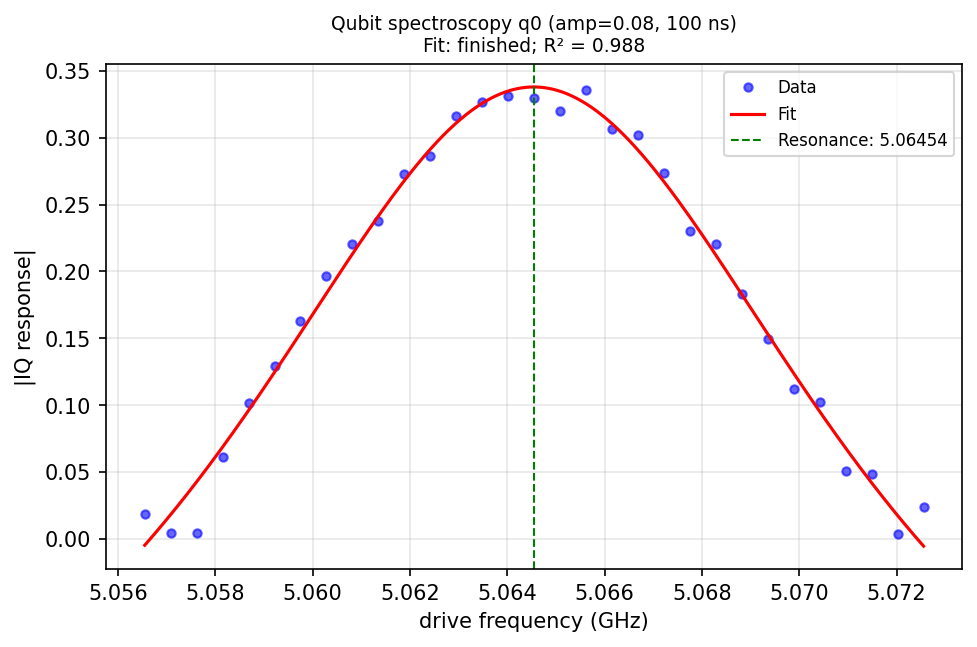 Qubit spectroscopy q0 (amp=0.08, 100 ns)
Fit: finished; R² = 0.988
|IQ response|
0.35
0.30
0.25
0.20
0.15
0.10
0.05
0.00
Data
Fit
Resonance: 5.06454
5.056 5.058 5.060 5.062 5.064 5.066 5.068 5.070 5.072
drive frequency (GHz)